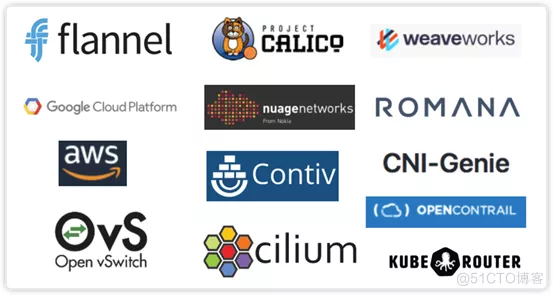 flannel
PROJECT
CALICO
weaveworks
Google Cloud Platform
nuagenetworks
From Nokia
ROMANA
aws
Contiv
CNI-Genie
OPENCONTRAIL
OvS
Open vSwitch
cilium
KUBE ROUTER
@51CTO博客